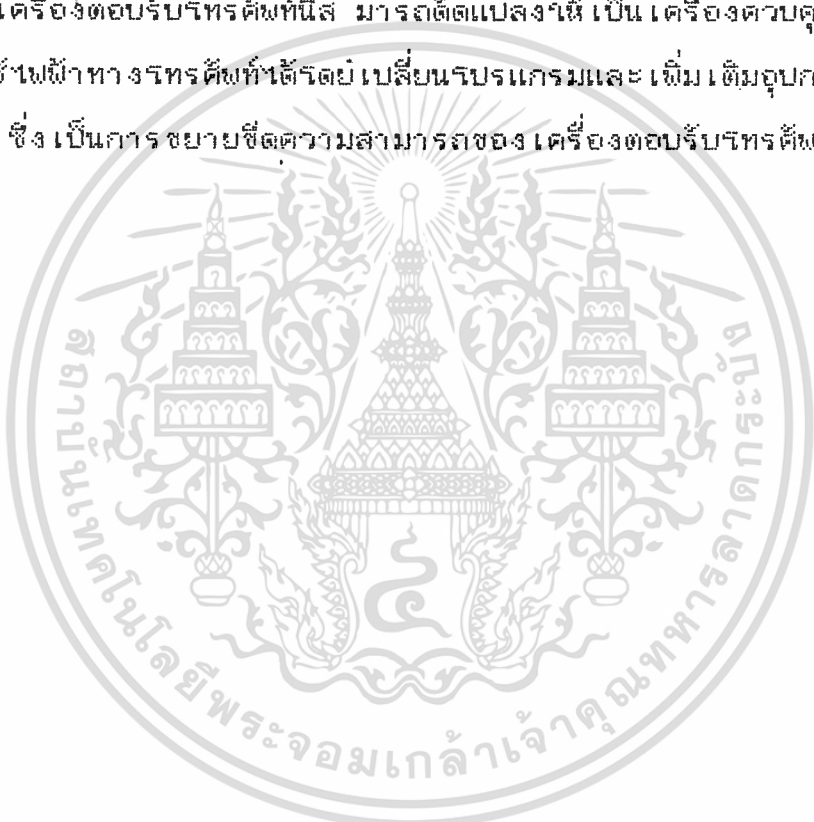 เครื่องตอบรับโทรศัพท์นี้ส มารถดัดแปลงให้ เป็น เครื่องควบคุ
ไฟฟ้าทางโทรศัพท์ได้โดย เปลี่ยนโปรแกรมและ เพิ่ม เติมอุปก
ซึ่ง เป็นการขยายขีดความสามารถของ เครื่องตอบรับโทรศัพ
สถาบันเทคโนโลยีพระจอมเกล้าเจ้าคุณทหารลาดกระบัง